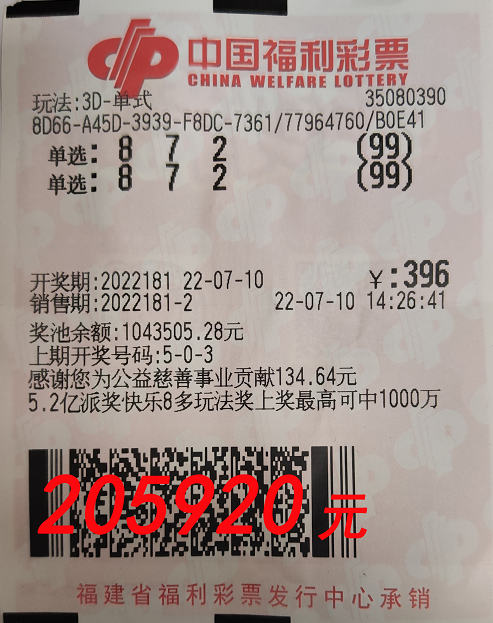 中国福利彩票
CHINA WELFARE LOTTERY
玩法:3D-单式 35080390
8D66-A45D-3939-F8DC-7361/77964760/B0E41
单选: 8 7 2 (99)
单选: 8 7 2 (99)
开奖期:2022181 22-07-10 ￥:396
销售期:2022181-2 22-07-10 14:26:41
奖池余额:1043505.28元
上期开奖号码:5-0-3
感谢您为公益慈善事业贡献134.64元
5.2亿派奖快乐8多玩法奖上奖最高可中1000万
205920 元
福建省福利彩票发行中心承销